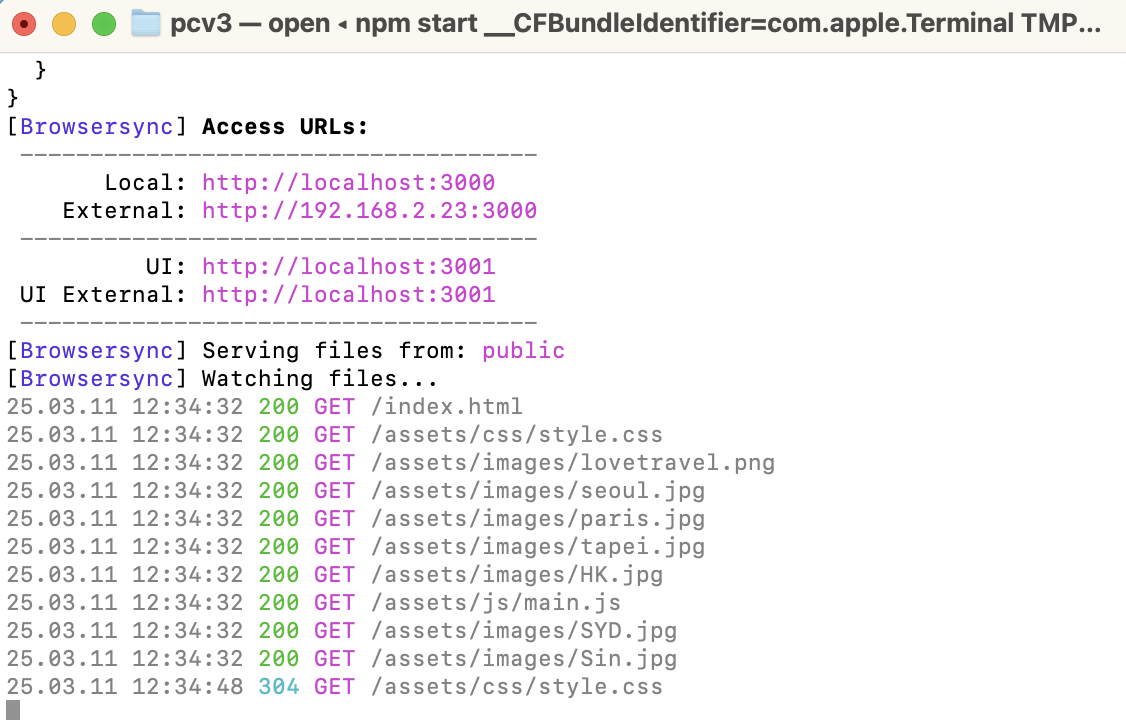 pcv3 — open ◂ npm start __CFBundleIdentifier=com.apple.Terminal TMP...
}
}
[Browsersync] Access URLs:
-------------------------------------
Local: http://localhost:3000
External: http://192.168.2.23:3000
-------------------------------------
UI: http://localhost:3001
UI External: http://localhost:3001
-------------------------------------
[Browsersync] Serving files from: public
[Browsersync] Watching files...
25.03.11 12:34:32 200 GET /index.html
25.03.11 12:34:32 200 GET /assets/css/style.css
25.03.11 12:34:32 200 GET /assets/images/lovetravel.png
25.03.11 12:34:32 200 GET /assets/images/seoul.jpg
25.03.11 12:34:32 200 GET /assets/images/paris.jpg
25.03.11 12:34:32 200 GET /assets/images/tapei.jpg
25.03.11 12:34:32 200 GET /assets/images/HK.jpg
25.03.11 12:34:32 200 GET /assets/js/main.js
25.03.11 12:34:32 200 GET /assets/images/SYD.jpg
25.03.11 12:34:32 200 GET /assets/images/Sin.jpg
25.03.11 12:34:48 304 GET /assets/css/style.css